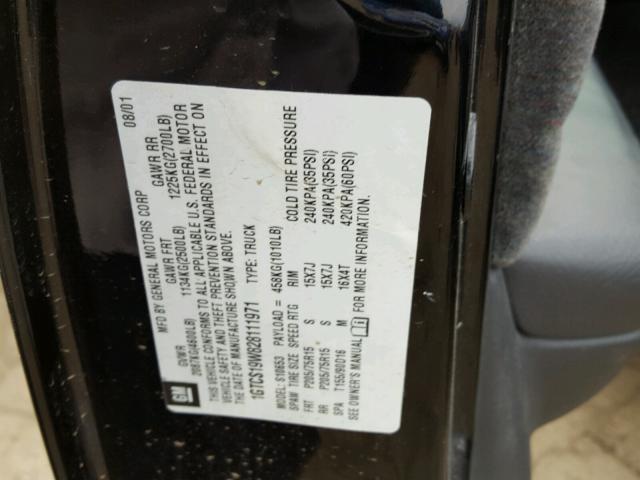 GM
MFD BY GENERAL MOTORS CORP 08/01
GVWR GAWR FRT GAWR RR
2087KG(4600LB) 1134KG(2500LB) 1225KG(2700LB)
THIS VEHICLE CONFORMS TO ALL APPLICABLE U.S. FEDERAL MOTOR
VEHICLE SAFETY AND THEFT PREVENTION STANDARDS IN EFFECT ON
THE DATE OF MANUFACTURE SHOWN ABOVE.
1GTCS19W828111971 TYPE: TRUCK
MODEL: S10653 PAYLOAD = 458KG(1010LB)
SPAW TIRE SIZE SPEED RTG RIM COLD TIRE PRESSURE
FRT P205/75R15 S 15X7J 240KPA(35PSI)
RR P205/75R15 S 15X7J 240KPA(35PSI)
SPA T155/90D16 M 16X4T 420KPA(60PSI)
SEE OWNER'S MANUAL FOR MORE INFORMATION.